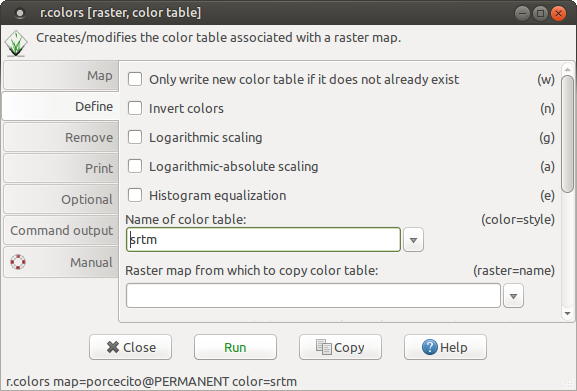 r.colors [raster, color table]
Creates/modifies the color table associated with a raster map.
Map
Define
Remove
Print
Optional
Command output
Manual
Only write new color table if it does not already exist (w)
Invert colors (n)
Logarithmic scaling (g)
Logarithmic-absolute scaling (a)
Histogram equalization (e)
Name of color table: (color=style)
srtm
Raster map from which to copy color table: (raster=name)
Close Run Copy Help
r.colors map=porcecito@PERMANENT color=srtm